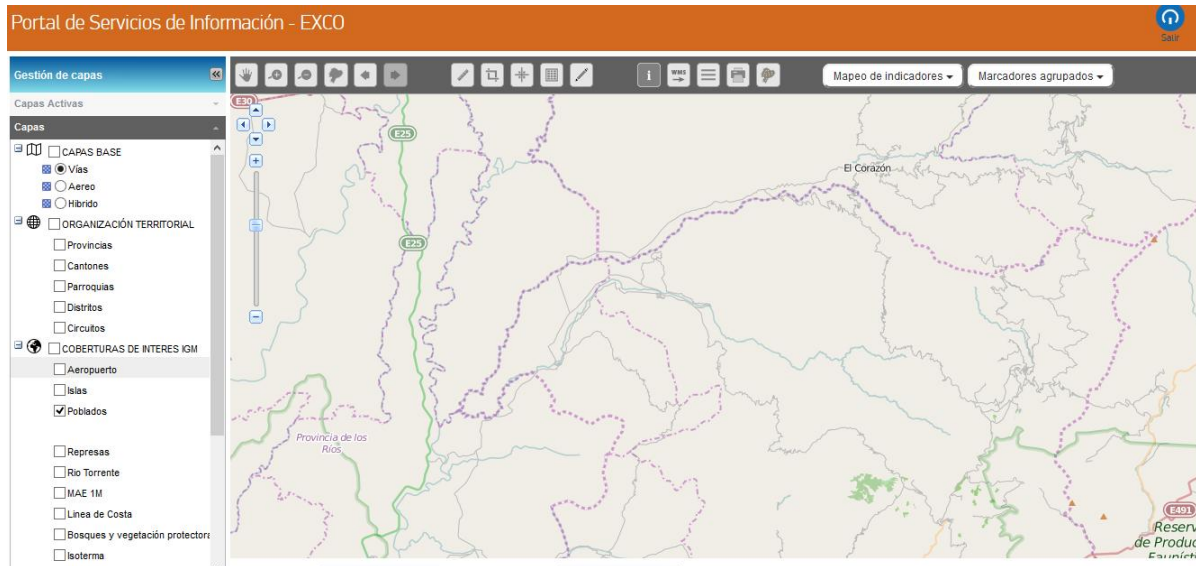 Portal de Servicios de Información - EXCO
Salir
Gestión de capas
Capas Activas
Capas
CAPAS BASE
Vías
Aereo
Hibrido
ORGANIZACIÓN TERRITORIAL
Provincias
Cantones
Parroquias
Distritos
Circuitos
COBERTURAS DE INTERES IGM
Aeropuerto
Islas
Poblados
Represas
Rio Torrente
MAE 1M
Linea de Costa
Bosques y vegetación protectora
Isoterma
i
WMS
Mapeo de indicadores
Marcadores agrupados
E30
E25
El Corazón
E25
Provincia de los
Ríos
E491
Reserv
de Produc
Fauníst